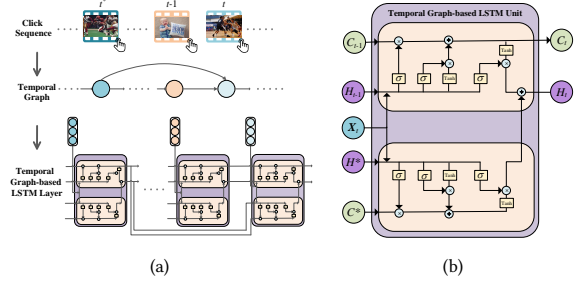 Click
Sequence
t*
t-1
t
Temporal
Graph
Temporal
Graph-based
LSTM Layer
(a)
Temporal Graph-based LSTM Unit
C_{t-1}
C_t
Tanh
σ
σ
Tanh
σ
H_{t-1}
H_t
X_t
H*
σ
σ
Tanh
σ
Tanh
C*
(b)